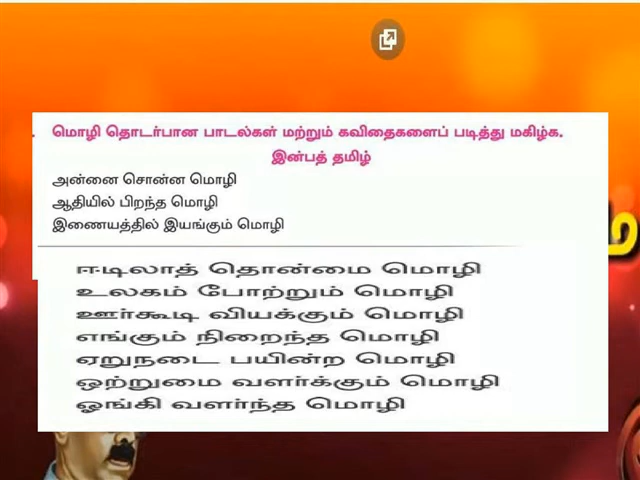 மொழி தொடர்பான பாடல்கள் மற்றும் கவிதைகளைப் படித்து மகிழ்க.
இன்பத் தமிழ்
அன்னை சொன்ன மொழி
ஆதியில் பிறந்த மொழி
இணையத்தில் இயங்கும் மொழி
ஈடிலாத் தொன்மை மொழி
உலகம் போற்றும் மொழி
ஊர்கூடி வியக்கும் மொழி
எங்கும் நிறைந்த மொழி
ஏறுநடை பயின்ற மொழி
ஒற்றுமை வளர்க்கும் மொழி
ஓங்கி வளர்ந்த மொழி